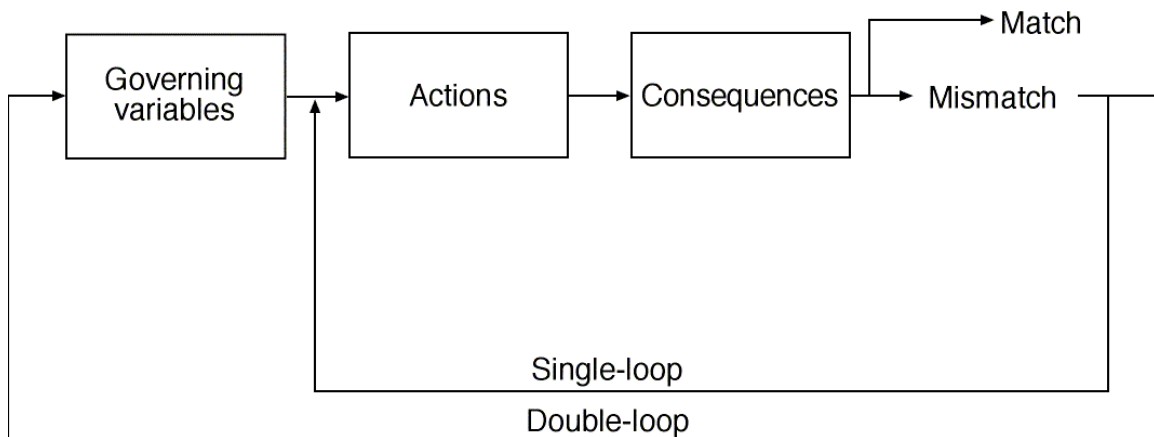 Match
Governing
variables
Actions
Consequences
Mismatch
Single-loop
Double-loop